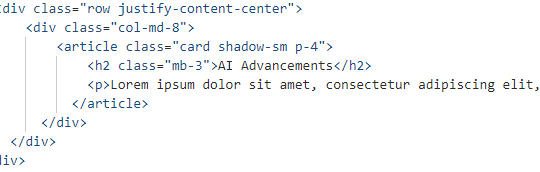 div class="row justify-content-center">
<div class="col-md-8">
<article class="card shadow-sm p-4">
<h2 class="mb-3">AI Advancements</h2>
<p>Lorem ipsum dolor sit amet, consectetur adipiscing elit,
</article>
</div>
</div>
div>